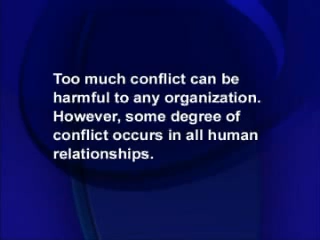 Too much conflict can be
harmful to any organization.
However, some degree of
conflict occurs in all human
relationships.